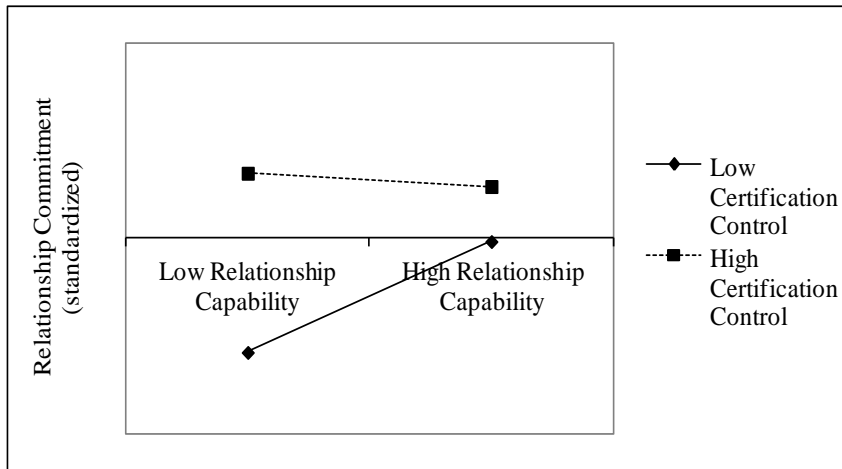 Relationship Commitment
(standardized)
Low Relationship
Capability
High Relationship
Capability
Low
Certification
Control
High
Certification
Control